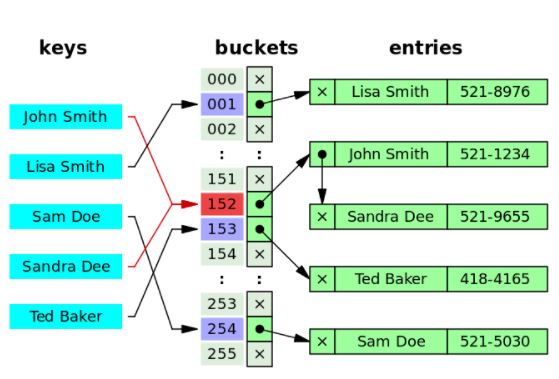 keys buckets entries
000 ×
001 × Lisa Smith 521-8976
002 ×
John Smith
: :
Lisa Smith
151 × John Smith 521-1234
152
Sam Doe
153 × Sandra Dee 521-9655
154 ×
Sandra Dee
: : × Ted Baker 418-4165
253 ×
Ted Baker
254 × Sam Doe 521-5030
255 ×